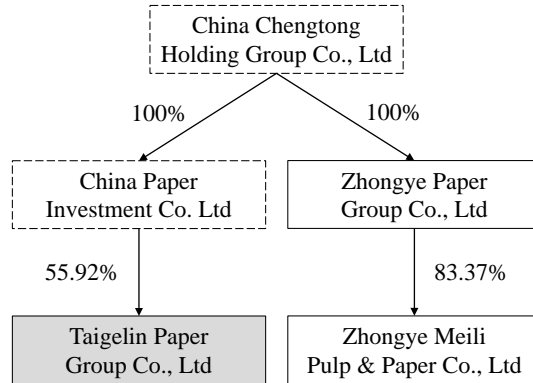 China Chengtong
Holding Group Co., Ltd
100%
100%
China Paper
Investment Co. Ltd
Zhongye Paper
Group Co., Ltd
55.92%
83.37%
Taigelin Paper
Group Co., Ltd
Zhongye Meili
Pulp & Paper Co., Ltd